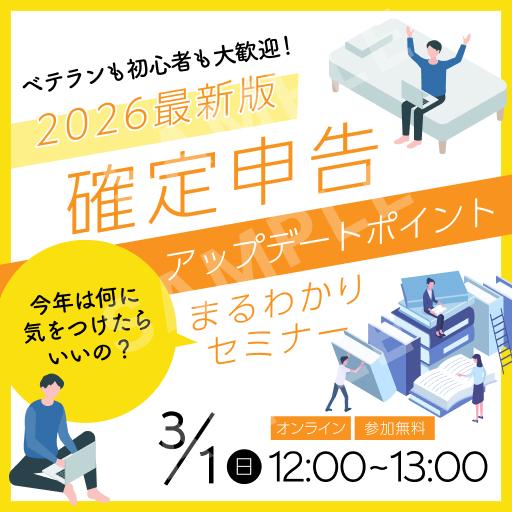 ベテランも初心者も大歓迎！
2026最新版
確定申告
アップデートポイント
まるわかり
セミナー
今年は何に
気をつけたら
いいの？
オンライン 参加無料
3/1 日 12:00~13:00
SAMPLE